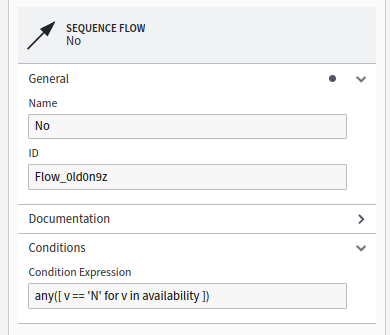 SEQUENCE FLOW
No
General
Name
No
ID
Flow_0ld0n9z
Documentation
Conditions
Condition Expression
any([ v == 'N' for v in availability ])